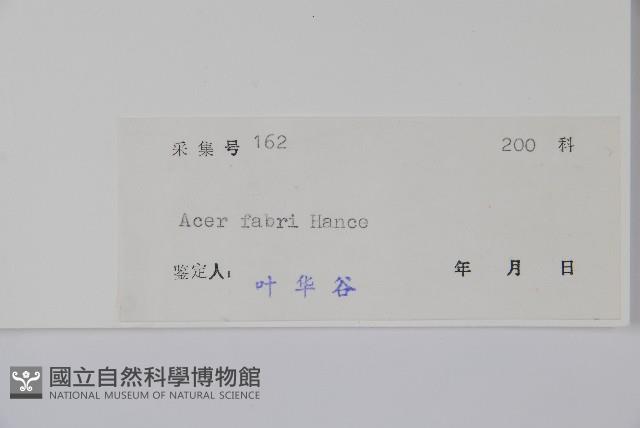 采集号 162 200 科
Acer fabri Hance
鉴定人: 叶华谷 年 月 日
國立自然科學博物館
NATIONAL MUSEUM OF NATURAL SCIENCE